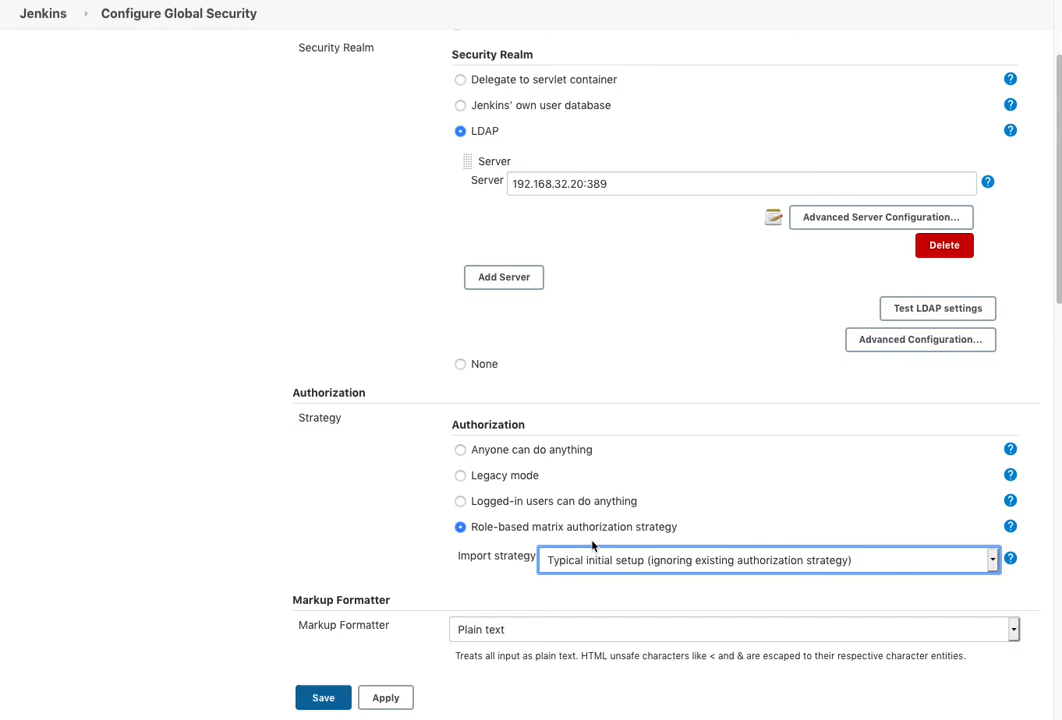 Jenkins › Configure Global Security
Security Realm
Security Realm
Delegate to servlet container
?
Jenkins’ own user database
?
LDAP
?
Server
Server 192.168.32.20:389 ?
Advanced Server Configuration...
Delete
Add Server
Test LDAP settings
Advanced Configuration...
None
Authorization
Strategy
Authorization
Anyone can do anything
?
Legacy mode
?
Logged-in users can do anything
?
Role-based matrix authorization strategy
?
Import strategy Typical initial setup (ignoring existing authorization strategy) ?
Markup Formatter
Markup Formatter Plain text
Treats all input as plain text. HTML unsafe characters like < and & are escaped to their respective character entities.
Save Apply